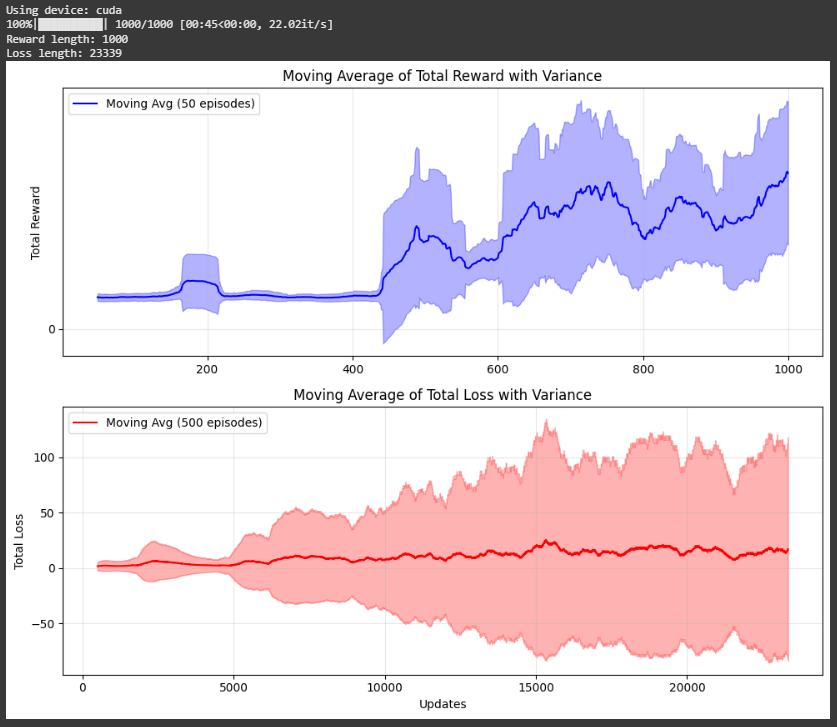 Using device: cuda
100%|██████████| 1000/1000 [00:45<00:00, 22.02it/s]
Reward length: 1000
Loss length: 23339
Moving Average of Total Reward with Variance
Moving Avg (50 episodes)
Total Reward
0
200 400 600 800 1000
Moving Average of Total Loss with Variance
Moving Avg (500 episodes)
Total Loss
100
50
0
−50
0 5000 10000 15000 20000
Updates